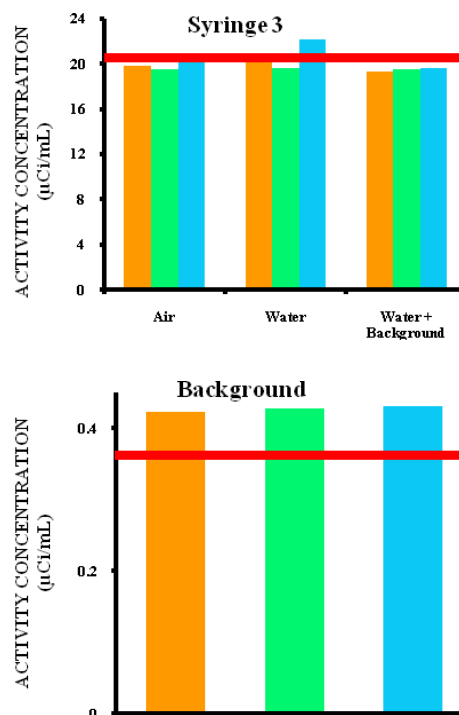 Syringe 3
ACTIVITY CONCENTRATION
(µCi/mL)
24
20
16
12
8
4
0
Air
Water
Water +
Background
Background
ACTIVITY CONCENTRATION
(µCi/mL)
0.4
0.2
0